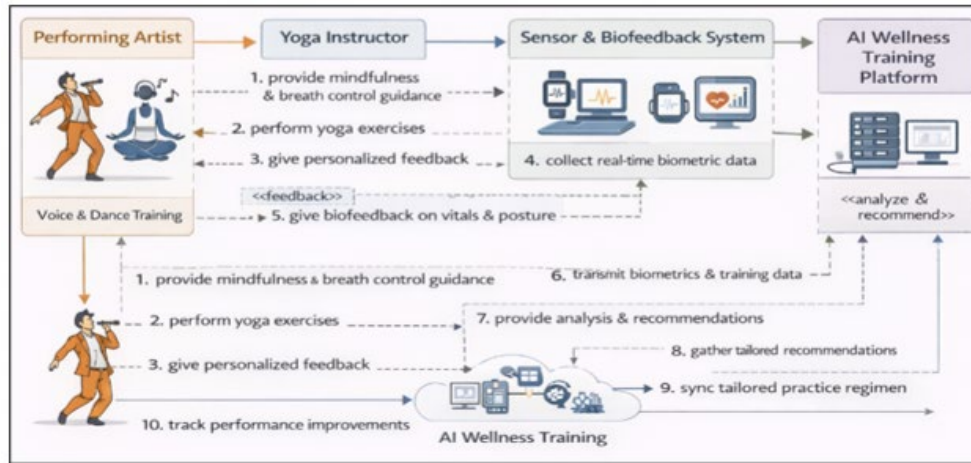 Performing Artist
Yoga Instructor
Sensor & Biofeedback System
AI Wellness
Training
Platform
1. provide mindfulness
& breath control guidance
2. perform yoga exercises
3. give personalized feedback
4. collect real-time biometric data
<<feedback>>
5. give biofeedback on vitals & posture
Voice & Dance Training
<<analyze &
recommend>>
1. provide mindfulness & breath control guidance
6. transmit biometrics & training data
2. perform yoga exercises
7. provide analysis & recommendations
3. give personalized feedback
8. gather tailored recommendations
9. sync tailored practice regimen
10. track performance improvements
AI Wellness Training